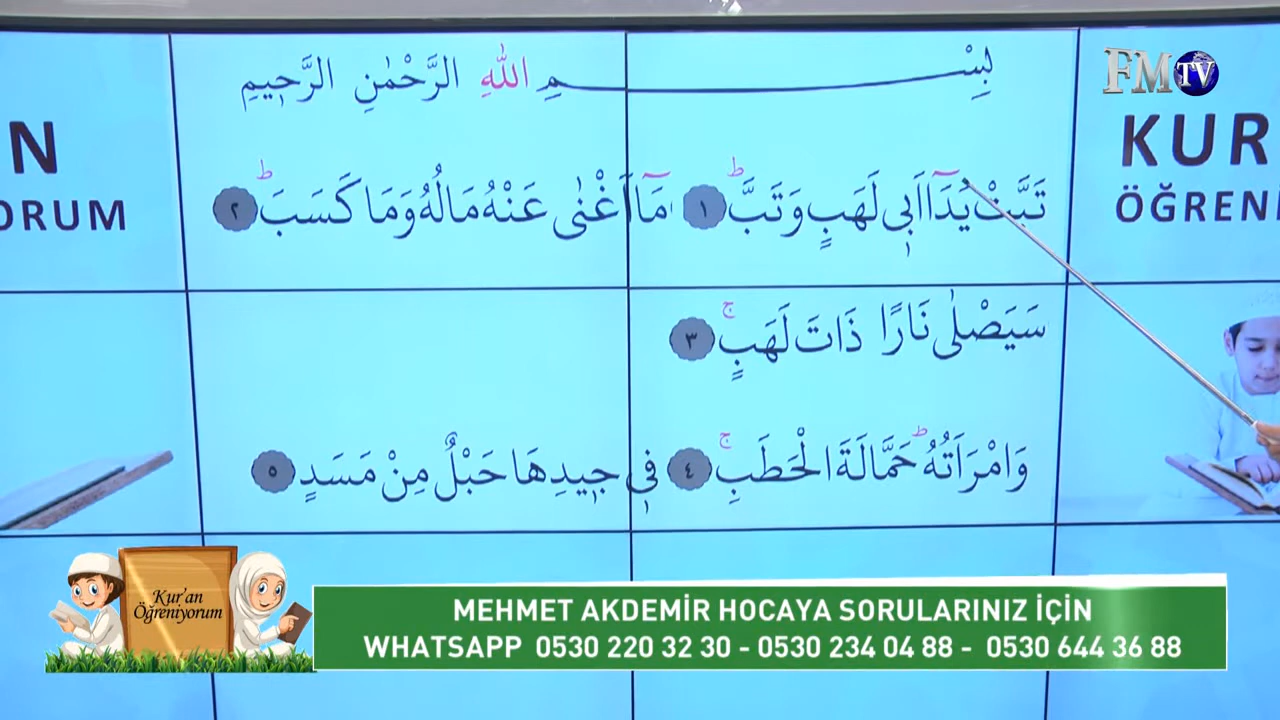 FM TV
بِسْمِ اللّٰهِ الرَّحْمٰنِ الرَّحٖيمِ
تَبَّتْ يَدَٓا اَبٖي لَهَبٍ وَتَبَّ ط ١ مَٓا اَغْنٰى عَنْهُ مَالُهُ وَمَا كَسَبَ ط ٢
سَيَصْلٰى نَارًا ذَاتَ لَهَبٍ ج ٣
وَامْرَاَتُهُ ط حَمَّالَةَ الْحَطَبِ ج ٤ فٖي جٖيدِهَا حَبْلٌ مِنْ مَسَدٍ ٥
N
ORUM
KUR
ÖĞREN
Kur'an
Öğreniyorum
MEHMET AKDEMİR HOCAYA SORULARINIZ İÇİN
WHATSAPP 0530 220 32 30 - 0530 234 04 88 - 0530 644 36 88